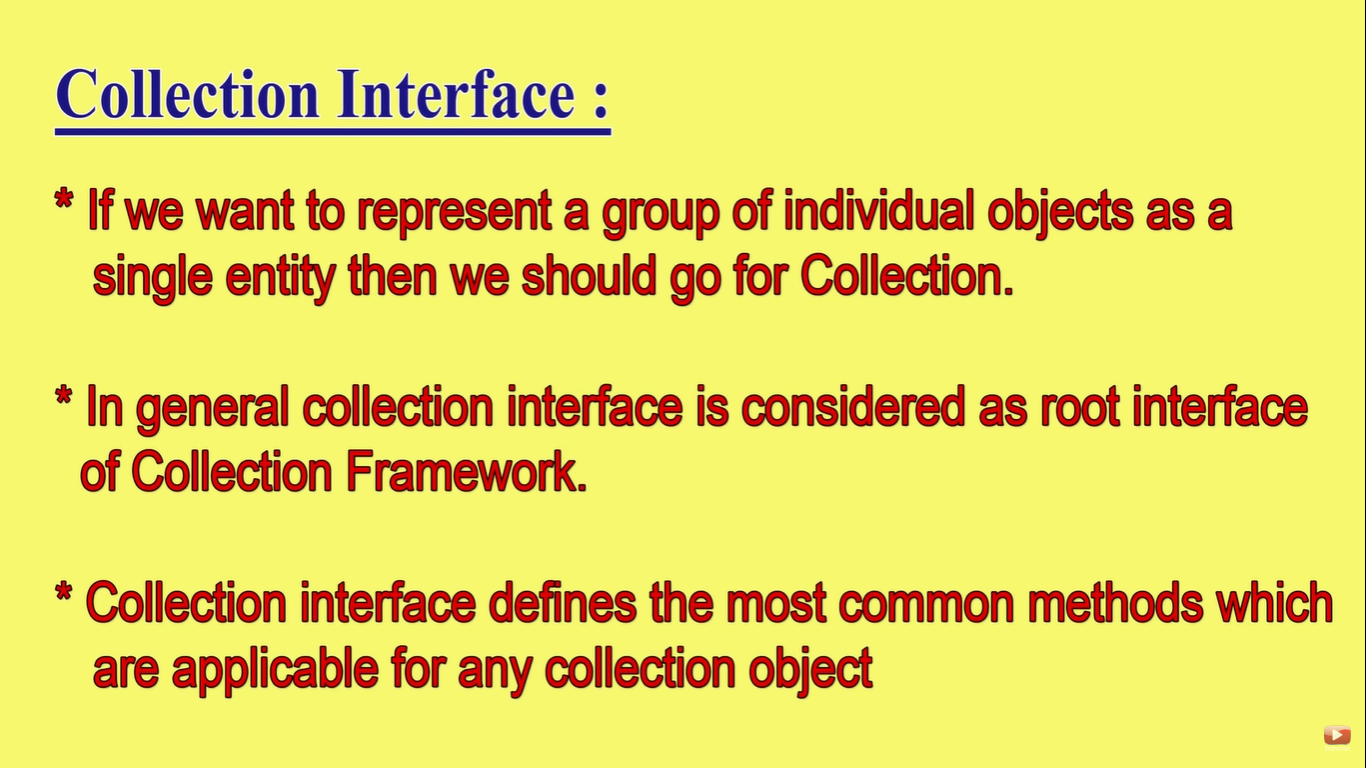 Collection Interface :
* If we want to represent a group of individual objects as a
single entity then we should go for Collection.
* In general collection interface is considered as root interface
of Collection Framework.
* Collection interface defines the most common methods which
are applicable for any collection object